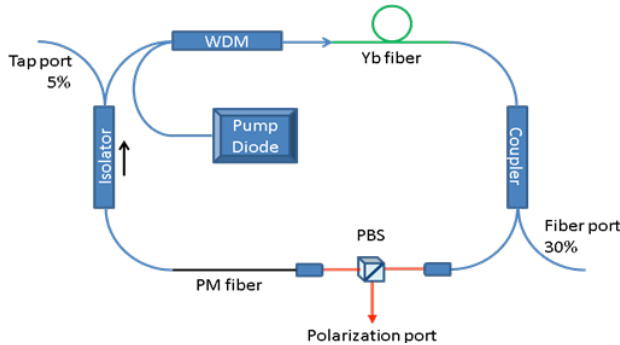 WDM
Yb fiber
Tap port
5%
Pump
Diode
Isolator
Coupler
Fiber port
30%
PBS
PM fiber
Polarization port